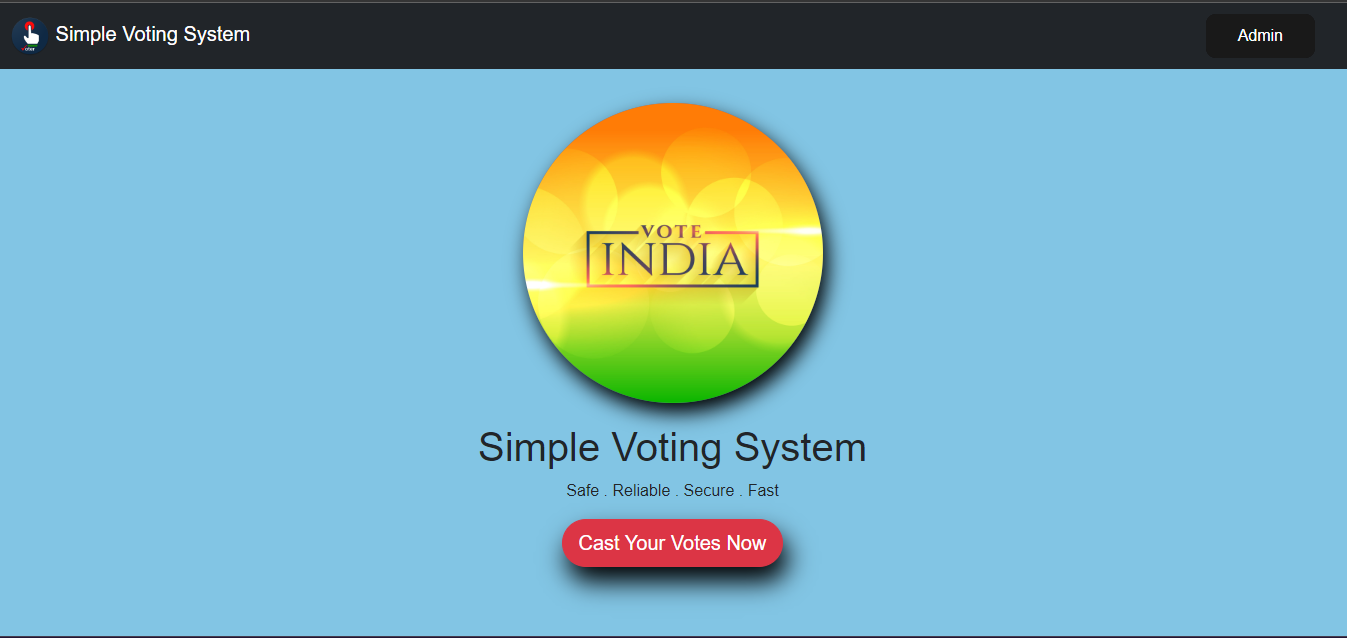 Simple Voting System
Admin
VOTE
INDIA
Simple Voting System
Safe . Reliable . Secure . Fast
Cast Your Votes Now